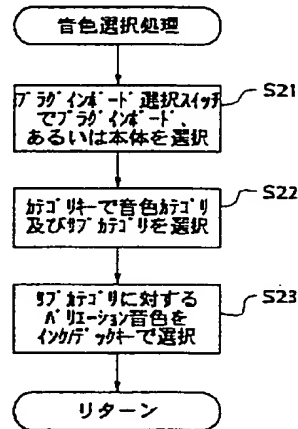 音色選択処理
プラグインボード選択スイッチ
でプラグインボード、
あるいは本体を選択
S21
カテゴリキーで音色カテゴリ
及びサブカテゴリを選択
S22
サブカテゴリに対する
バリエーション音色を
インク/デックキーで選択
S23
リターン